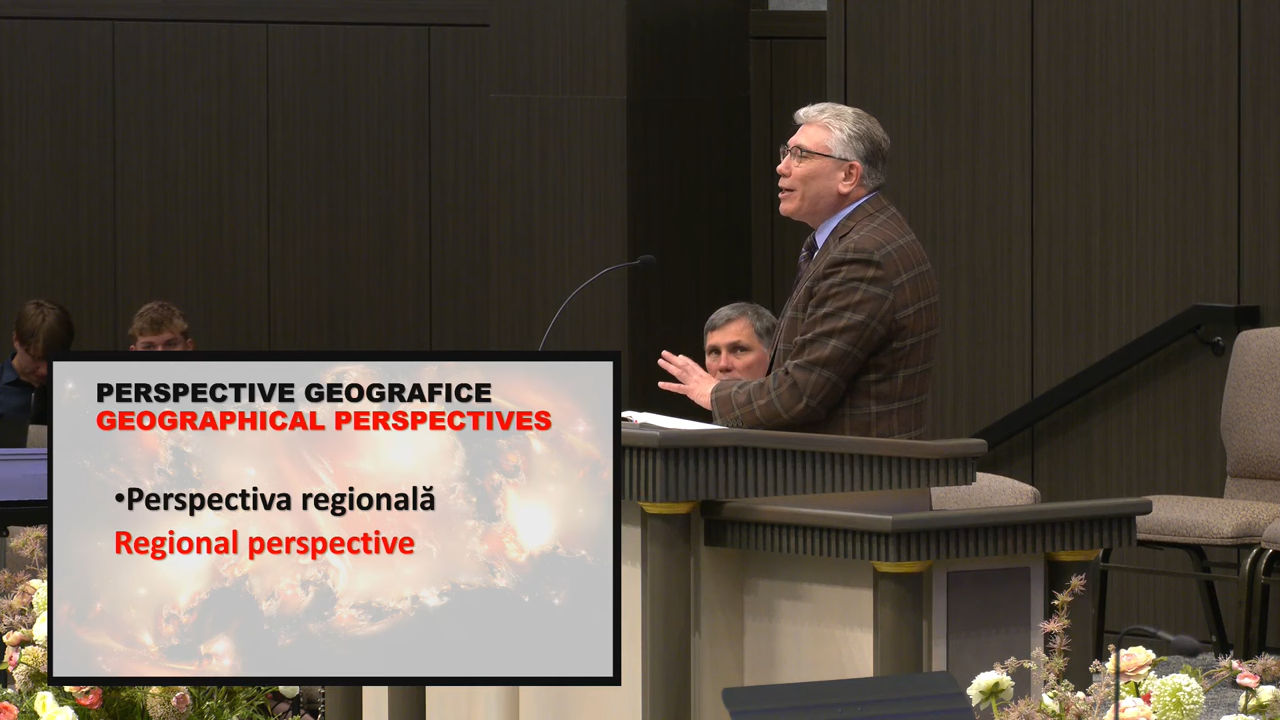 PERSPECTIVE GEOGRAFICE
GEOGRAPHICAL PERSPECTIVES
•Perspectiva regională
Regional perspective